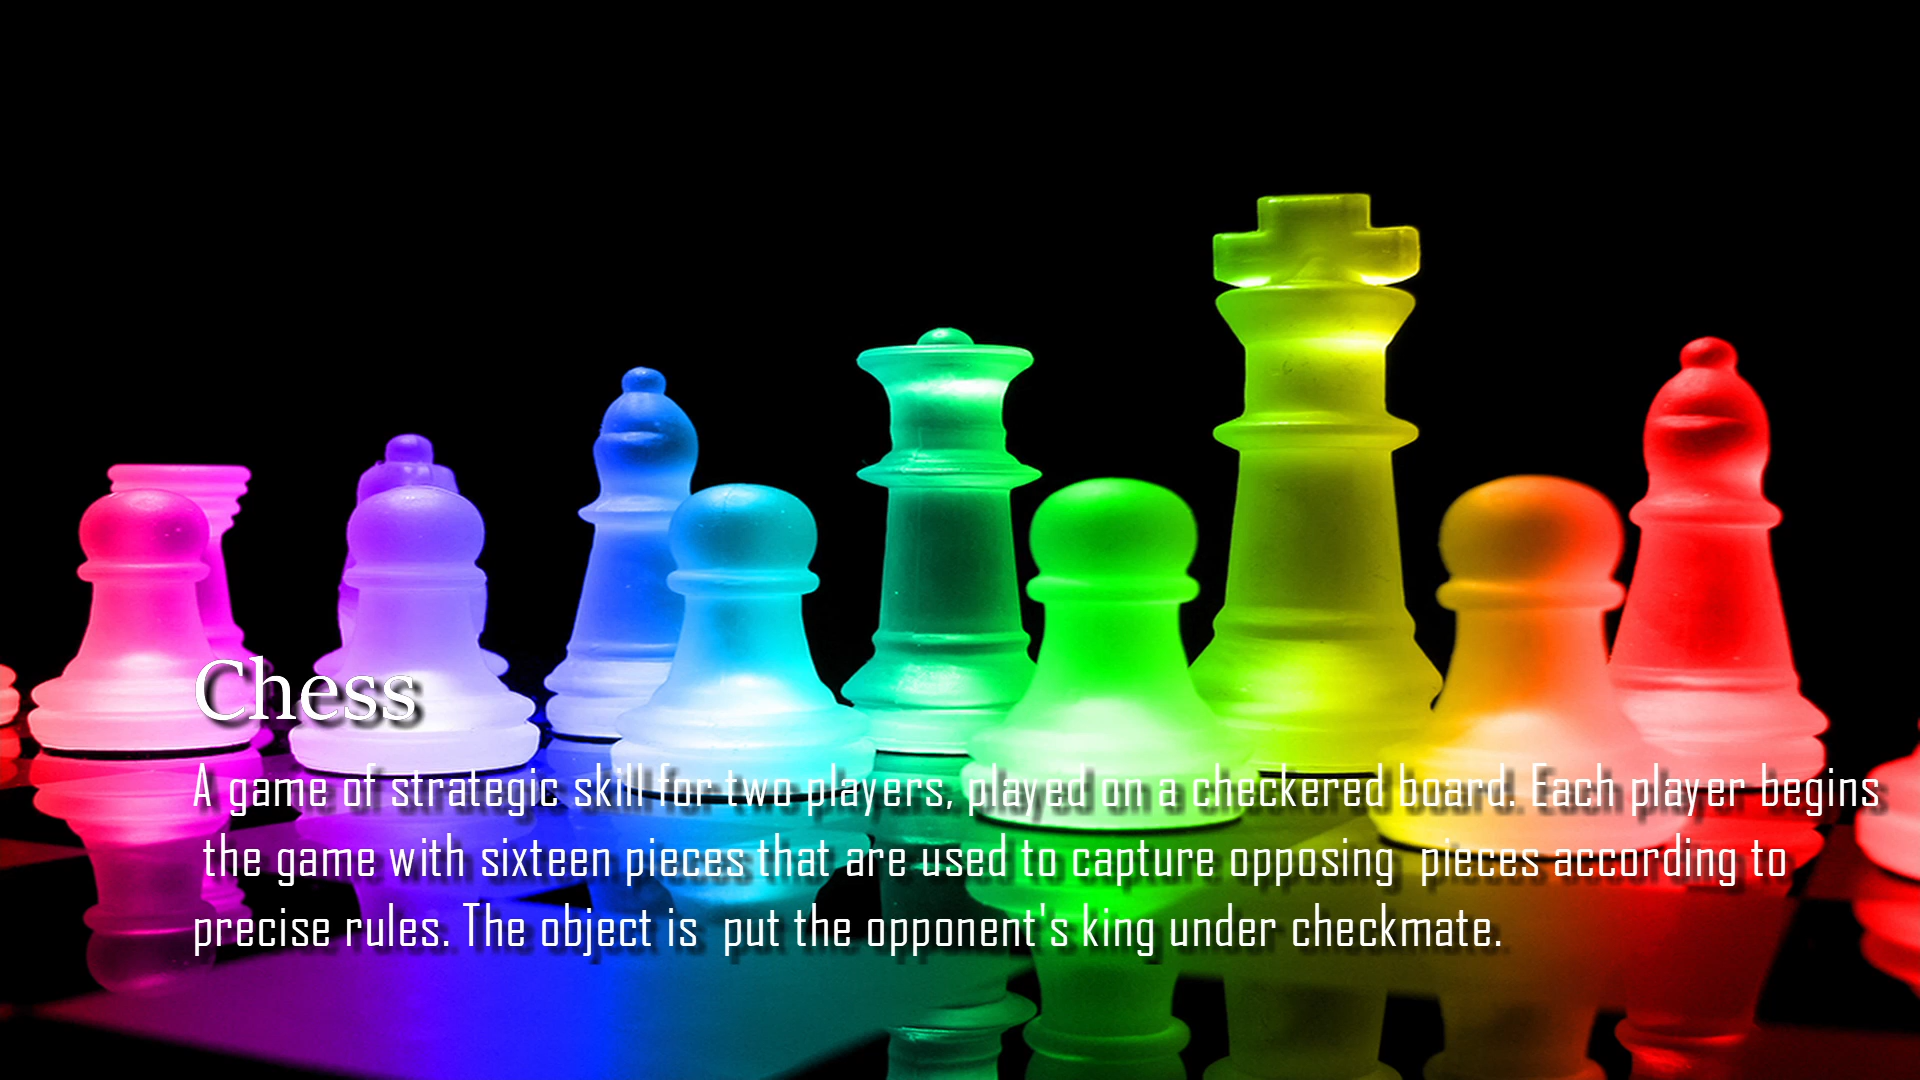 Chess
A game of strategic skill for two players, played on a checkered board. Each player begins
the game with sixteen pieces that are used to capture opposing  pieces according to
precise rules. The object is  put the opponent's king under checkmate.